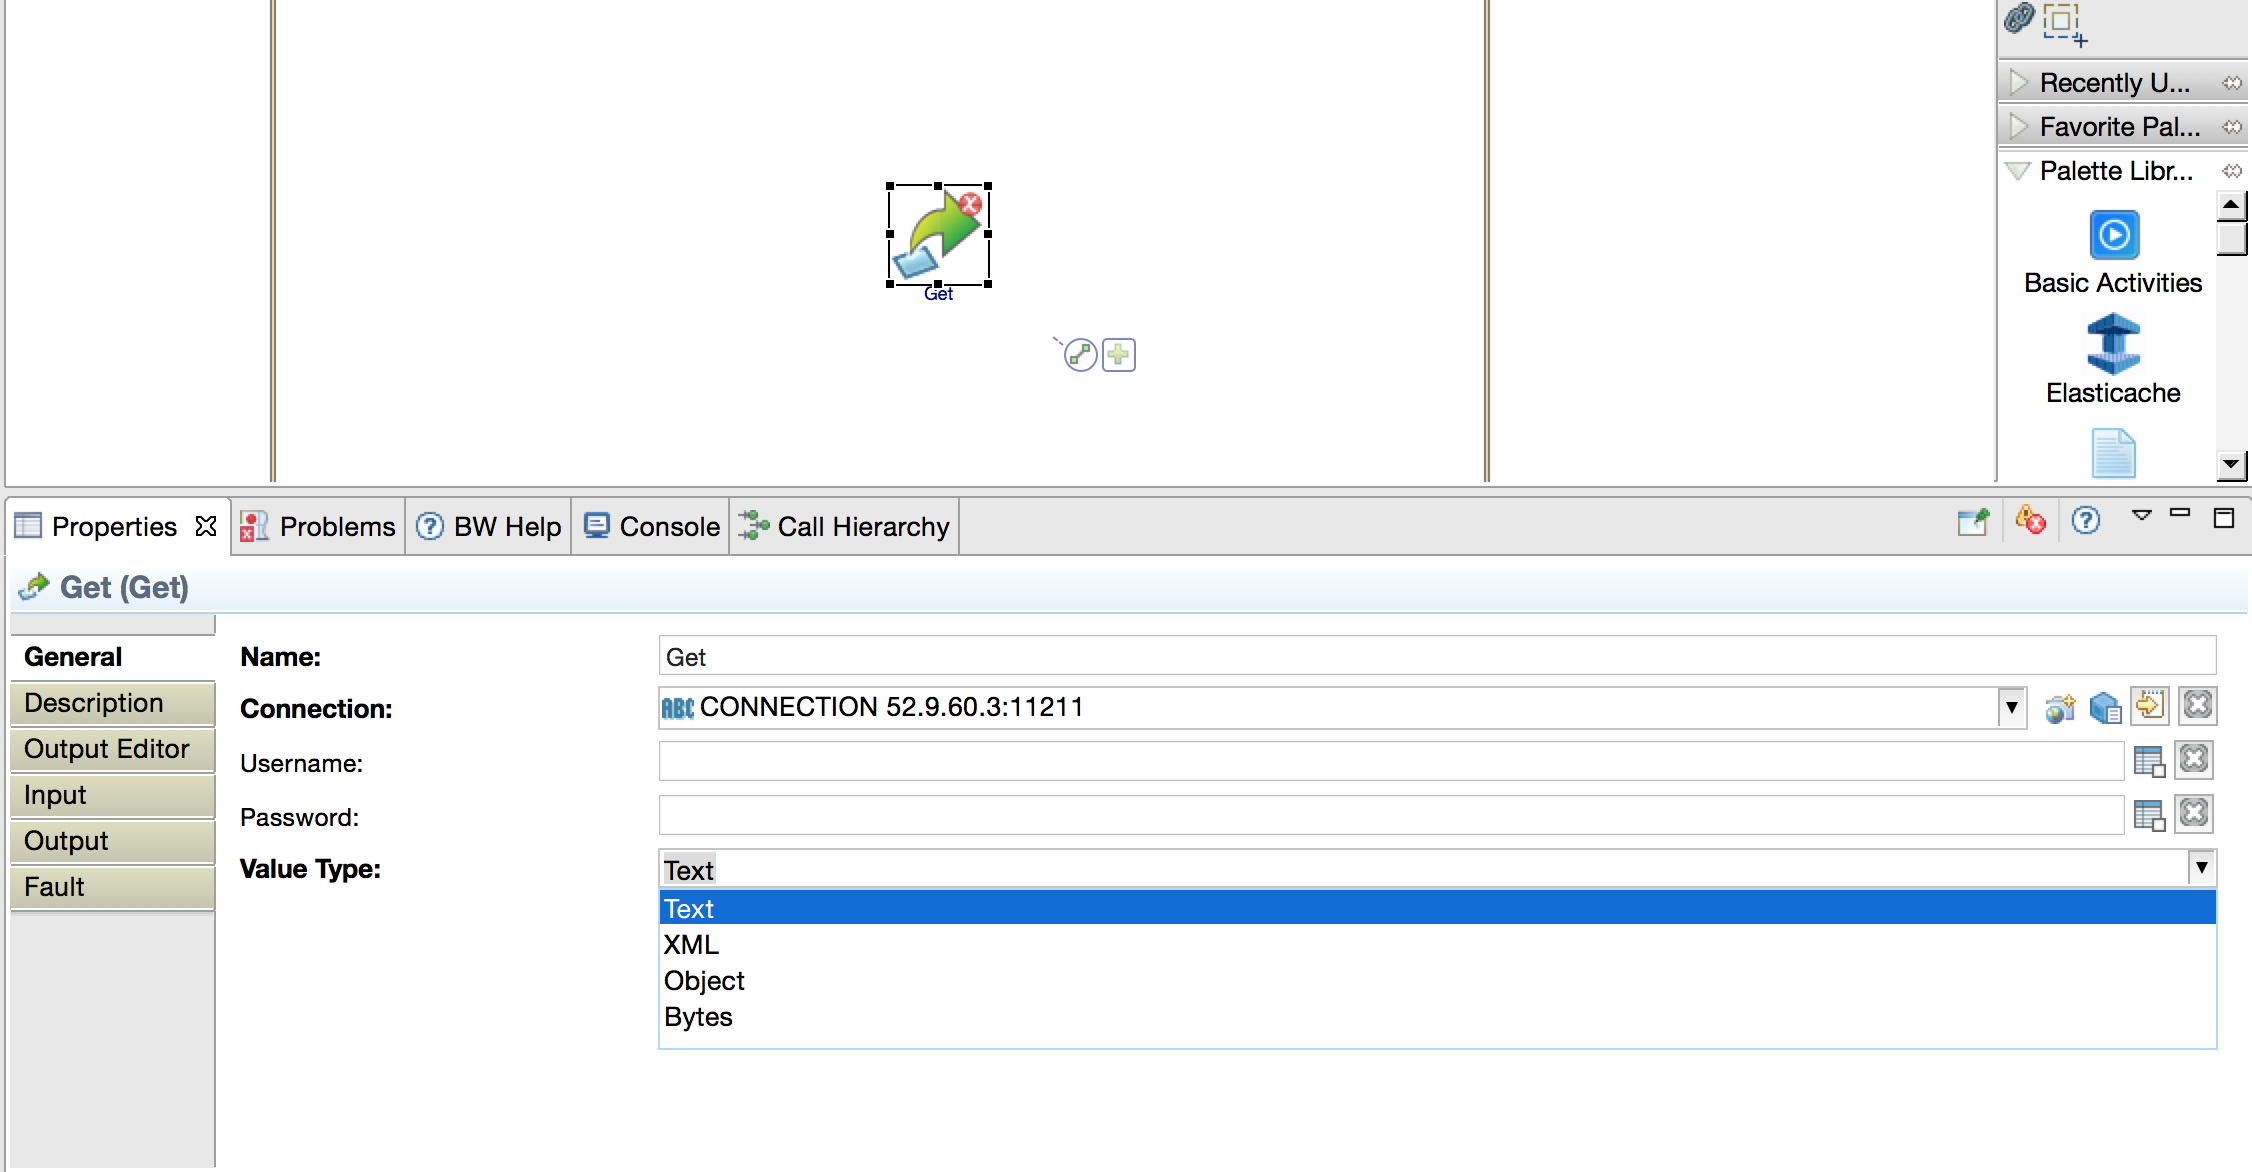 Recently U...
Favorite Pal...
Palette Libr...
Basic Activities
Elasticache
Get
Properties
Problems
BW Help
Console
Call Hierarchy
Get (Get)
General
Description
Output Editor
Input
Output
Fault
Name:
Get
Connection:
ABC CONNECTION 52.9.60.3:11211
Username:
Password:
Value Type:
Text
Text
XML
Object
Bytes